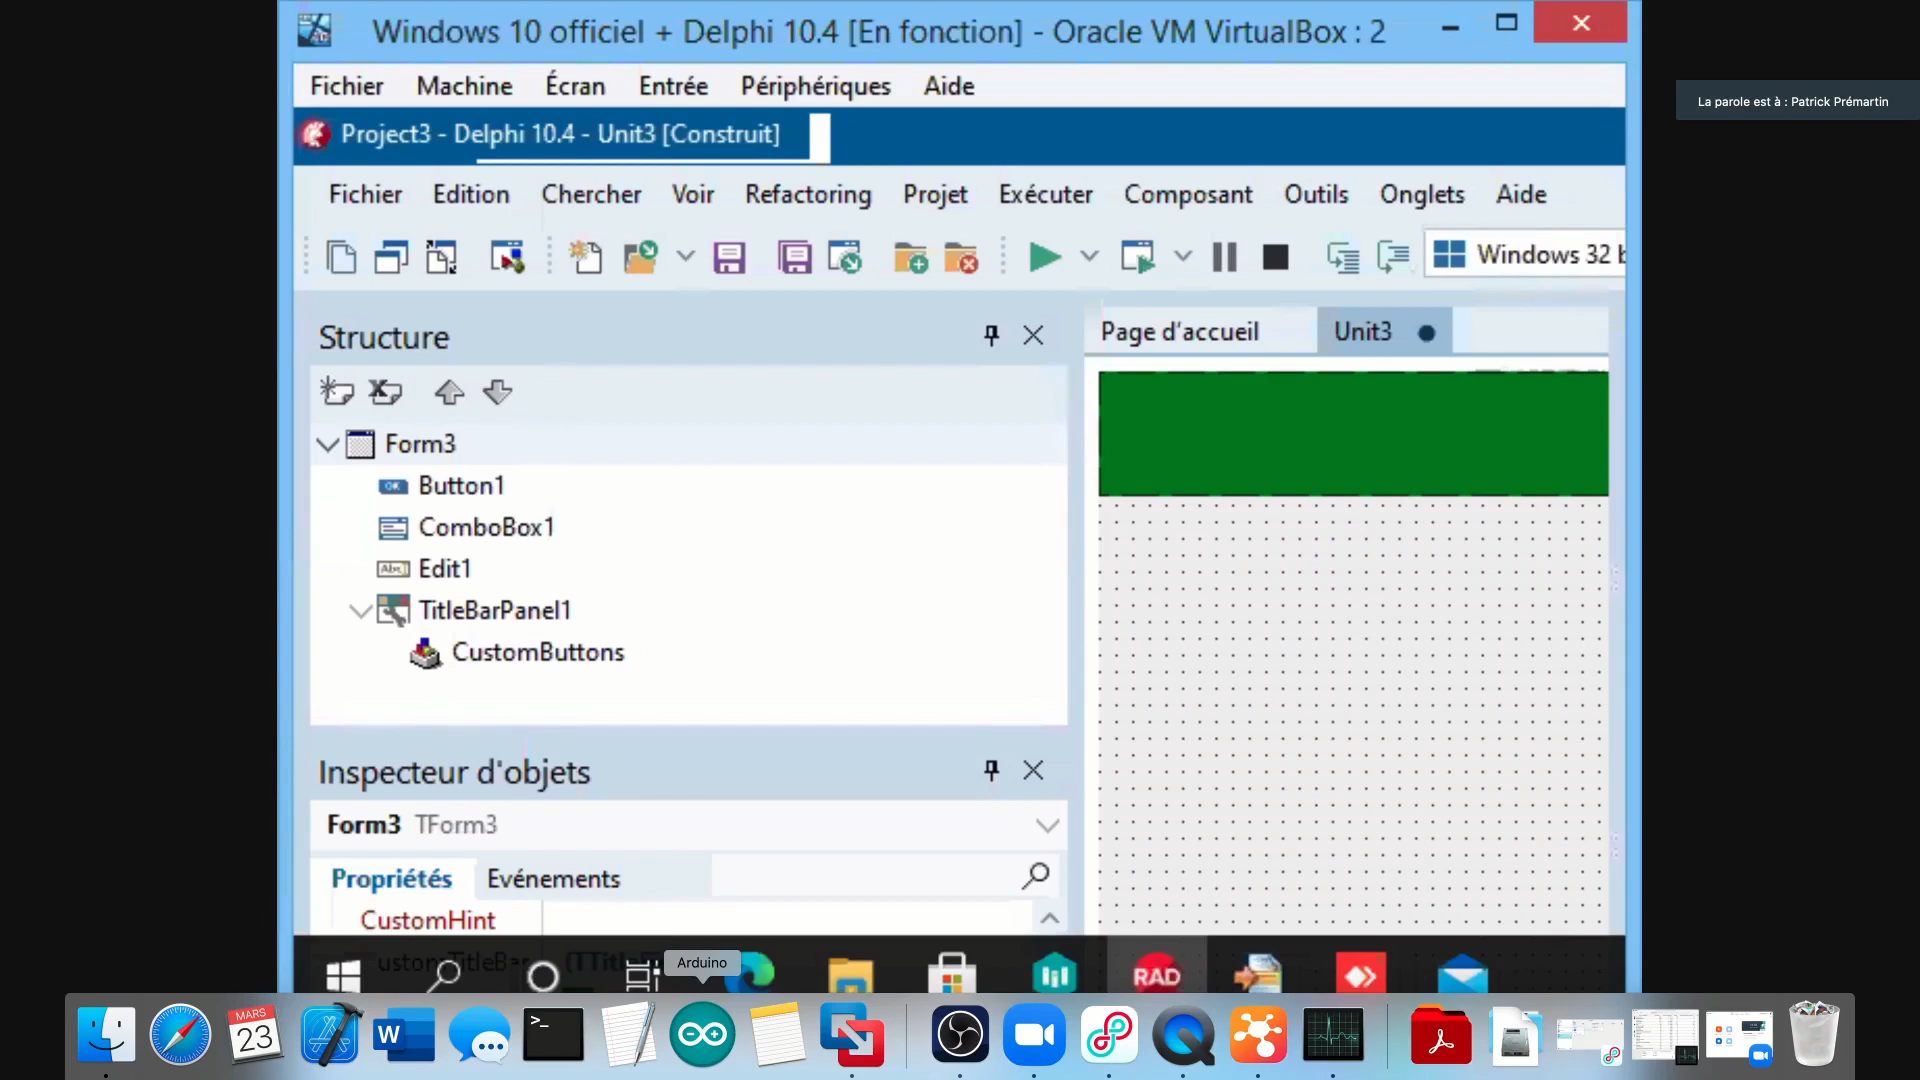 Windows 10 officiel + Delphi 10.4 [En fonction] - Oracle VM VirtualBox : 2
Fichier Machine Écran Entrée Périphériques Aide
La parole est à : Patrick Prémartin
Project3 - Delphi 10.4 - Unit3 [Construit]
Fichier Edition Chercher Voir Refactoring Projet Exécuter Composant Outils Onglets Aide
Windows 32 b
Structure
Page d'accueil Unit3
Form3
Button1
ComboBox1
Edit1
TitleBarPanel1
CustomButtons
Inspecteur d'objets
Form3 TForm3
Propriétés Evénements
CustomHint
Arduino
RAD
MARS
23
W